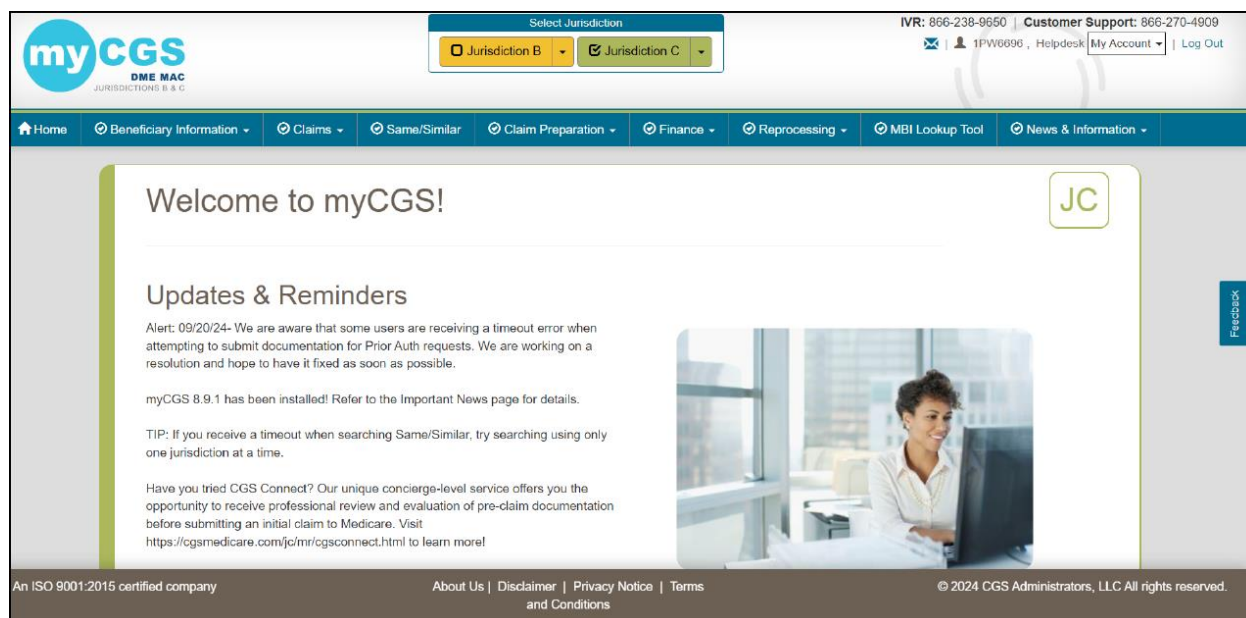 my CGS
DME MAC
JURISDICTIONS B & C
Select Jurisdiction
Jurisdiction B
Jurisdiction C
IVR: 866-238-9650 | Customer Support: 866-270-4909
| 1PW6696 , Helpdesk My Account | Log Out
Home Beneficiary Information Claims Same/Similar Claim Preparation Finance Reprocessing MBI Lookup Tool News & Information
Welcome to myCGS!
JC
Updates & Reminders
Alert: 09/20/24- We are aware that some users are receiving a timeout error when
attempting to submit documentation for Prior Auth requests. We are working on a
resolution and hope to have it fixed as soon as possible.
myCGS 8.9.1 has been installed! Refer to the Important News page for details.
TIP: If you receive a timeout when searching Same/Similar, try searching using only
one jurisdiction at a time.
Have you tried CGS Connect? Our unique concierge-level service offers you the
opportunity to receive professional review and evaluation of pre-claim documentation
before submitting an initial claim to Medicare. Visit
https://cgsmedicare.com/jc/mr/cgsconnect.html to learn more!
Feedback
An ISO 9001:2015 certified company
About Us | Disclaimer | Privacy Notice | Terms
and Conditions
© 2024 CGS Administrators, LLC All rights reserved.